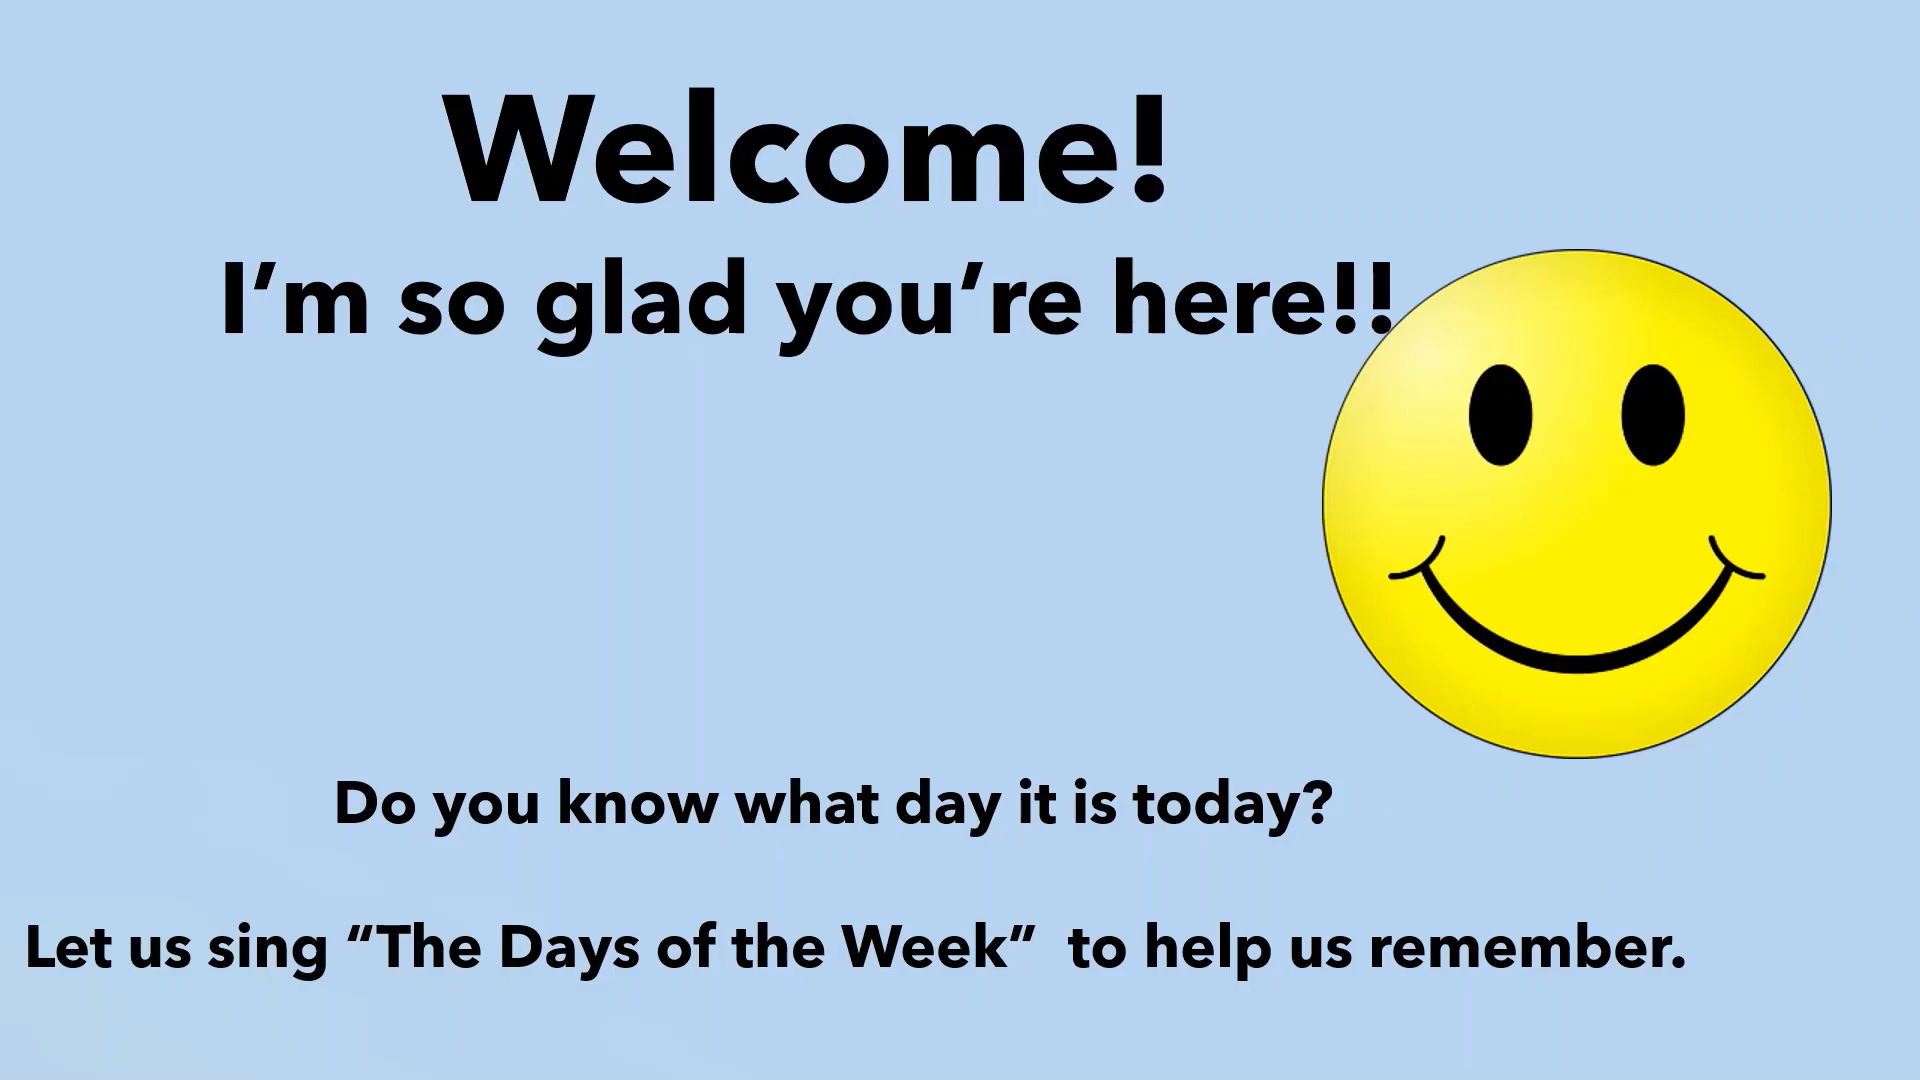 Welcome!
I’m so glad you’re here!!
Do you know what day it is today?
Let us sing “The Days of the Week”  to help us remember.